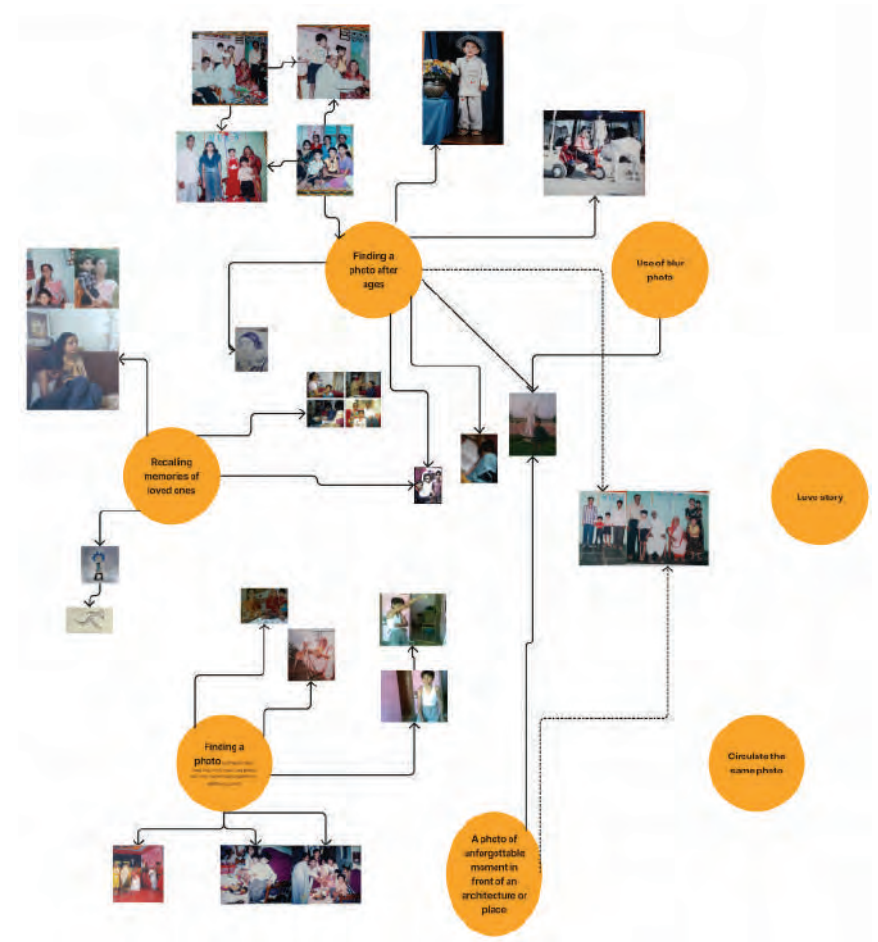 Finding a
photo after
ages
Use of blur
photo
Recalling
memories of
loved ones
Love story
Finding a
photo
Circulate the
same photo
A photo of
unforgottable
moment in
front of an
architecture or
place